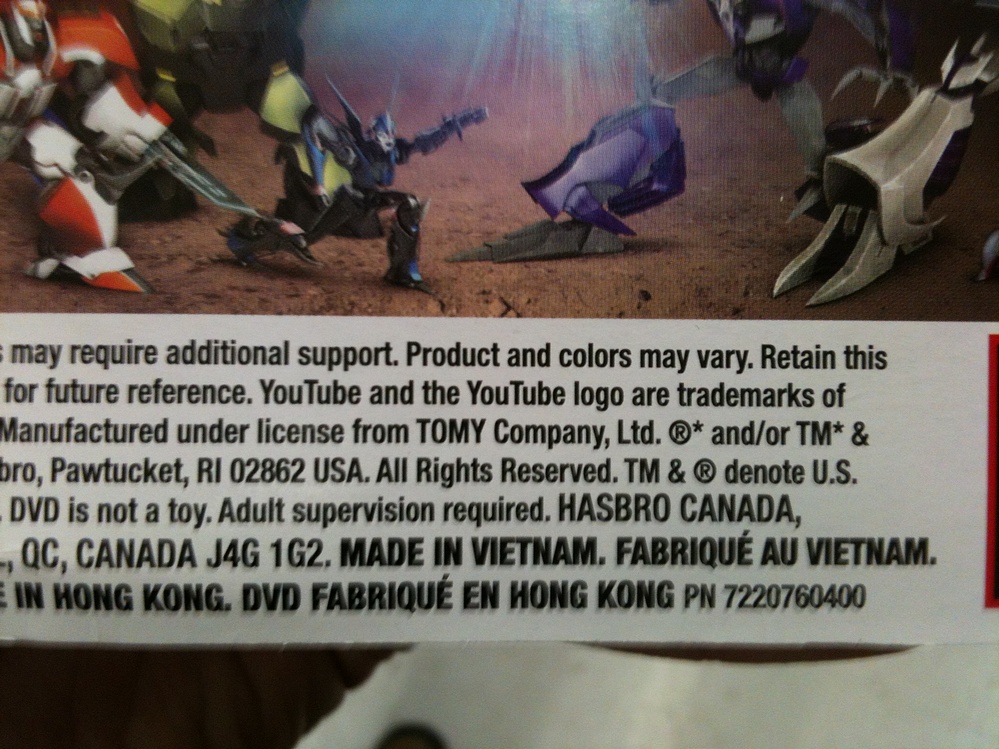 may require additional support. Product and colors may vary. Retain this
for future reference. YouTube and the YouTube logo are trademarks of
Manufactured under license from TOMY Company, Ltd. ®* and/or TM* &
bro, Pawtucket, RI 02862 USA. All Rights Reserved. TM & ® denote U.S.
DVD is not a toy. Adult supervision required. HASBRO CANADA,
, QC, CANADA J4G 1G2. MADE IN VIETNAM. FABRIQUÉ AU VIETNAM.
IN HONG KONG. DVD FABRIQUÉ EN HONG KONG PN 7220760400